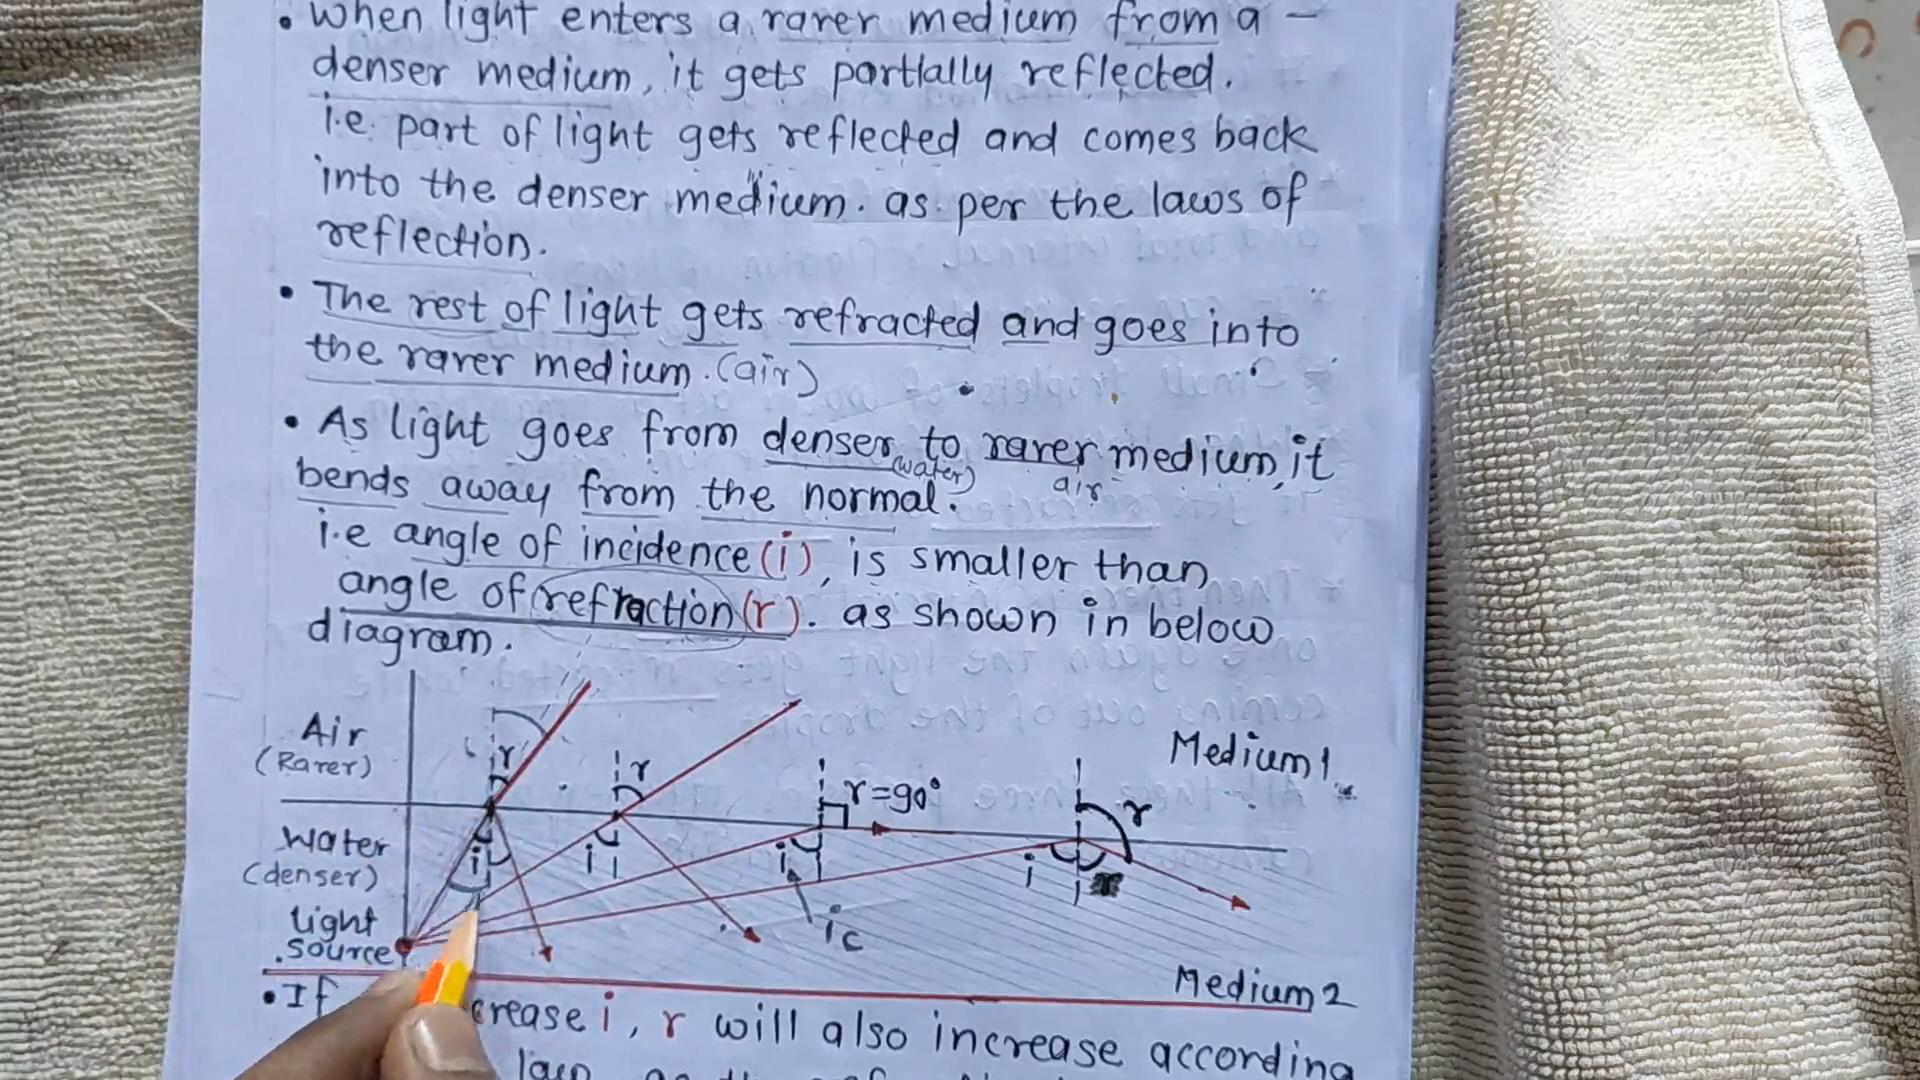 • When light enters a rarer medium from a –
denser medium, it gets partially reflected.
i.e. part of light gets reflected and comes back
into the denser medium. as per the laws of
reflection.
• The rest of light gets refracted and goes into
the rarer medium. (air)
• As light goes from denser to rarer medium, it
(water) air
bends away from the normal.
i.e angle of incidence (i), is smaller than
angle of refraction (r). as shown in below
diagram.
Air
(Rarer)
Medium 1
r
r
r=90°
r
Water
(denser)
i
i
i
i
ic
light
source
Medium 2
• If crease i, r will also increase according